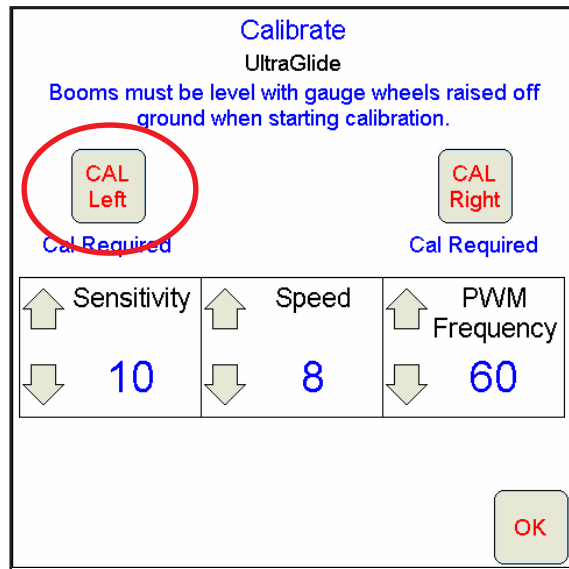 Calibrate
UltraGlide
Booms must be level with gauge wheels raised off
ground when starting calibration.
CAL
Left
CAL
Right
Cal Required
Cal Required
Sensitivity
10
Speed
8
PWM
Frequency
60
OK